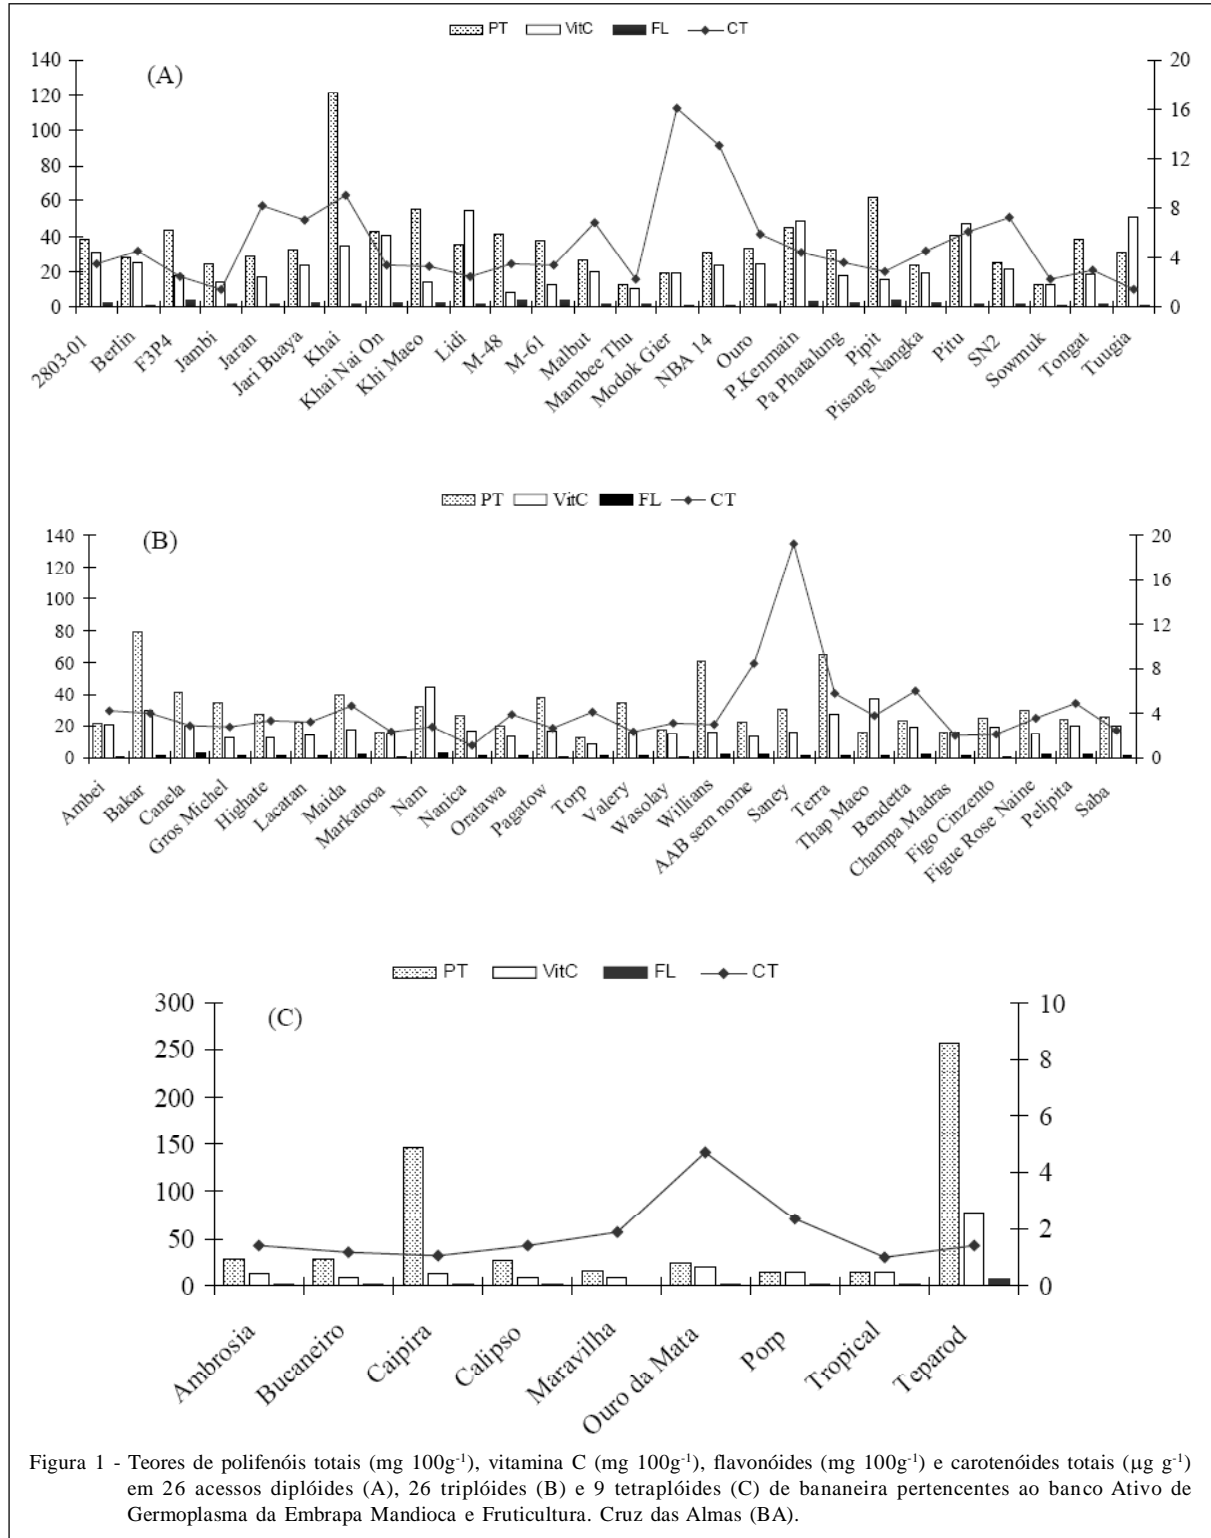 PT VitC FL CT
(A)
140 120 100 80 60 40 20 0
20 16 12 8 4 0
2803-01 Berlin F3P4 Jambi Jaran Jari Buaya Khai Khai Nai On Khi Maeo Lidi M-48 M-61 Malbut Mambee Thu Modok Gier NBA 14 Ouro P.Kenmain Pa Phatalung Pipit Pisang Nangka Pitu SN2 Sowmuk Tongat Tuugia
PT VitC FL CT
(B)
140 120 100 80 60 40 20 0
20 16 12 8 4 0
Ambei Bakar Canela Gros Michel Highate Lacatan Maida Markatooa Nam Nanica Oratawa Pagatow Torp Valery Wasolay Willians AAB sem nome Saney Terra Thap Maeo Bendetta Champa Madras Figo Cinzento Figue Rose Naine Pelipita Saba
PT VitC FL CT
(C)
300 250 200 150 100 50 0
10 8 6 4 2 0
Ambrosia Bucaneiro Caipira Calipso Maravilha Ouro da Mata Porp Tropical Teparod
Figura 1 - Teores de polifenóis totais (mg 100g-1), vitamina C (mg 100g-1), flavonóides (mg 100g-1) e carotenóides totais (µg g-1)
em 26 acessos diplóides (A), 26 triplóides (B) e 9 tetraplóides (C) de bananeira pertencentes ao banco Ativo de
Germoplasma da Embrapa Mandioca e Fruticultura. Cruz das Almas (BA).